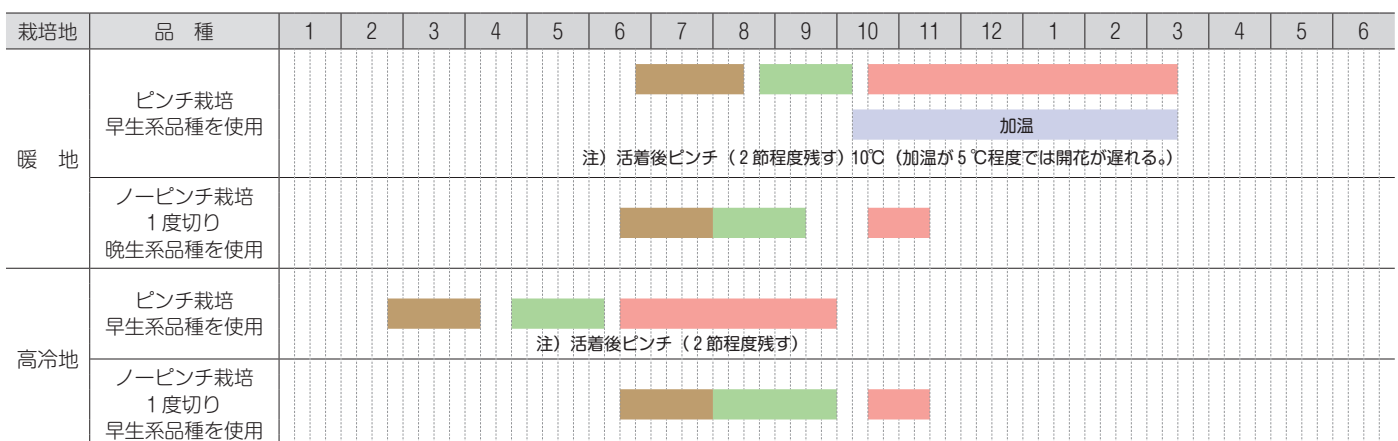 栽培地 品 種 1 2 3 4 5 6 7 8 9 10 11 12 1 2 3 4 5 6
暖 地
ピンチ栽培
早生系品種を使用
加温
注）活着後ピンチ（2節程度残す）10℃（加温が5℃程度では開花が遅れる。）
ノーピンチ栽培
1度切り
晩生系品種を使用
高冷地
ピンチ栽培
早生系品種を使用
注）活着後ピンチ（2節程度残す）
ノーピンチ栽培
1度切り
早生系品種を使用